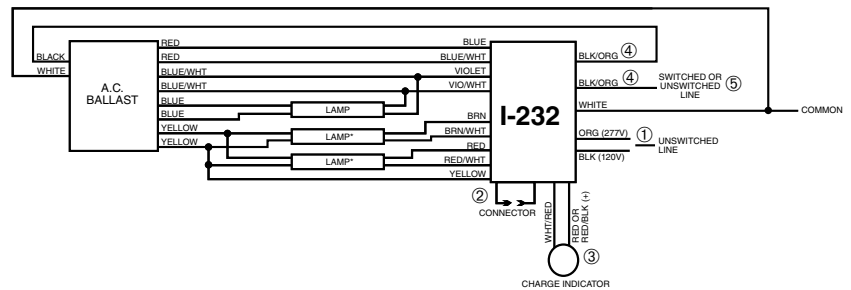 BLACK
WHITE
A.C.
BALLAST
RED
RED
BLUE/WHT
BLUE/WHT
BLUE
BLUE
YELLOW
YELLOW
LAMP
LAMP*
LAMP*
BLUE
BLUE/WHT
VIOLET
VIO/WHT
BRN
BRN/WHT
RED
RED/WHT
YELLOW
I-232
BLK/ORG ④
BLK/ORG ④
SWITCHED OR
UNSWITCHED ⑤
LINE
WHITE
COMMON
ORG (277V) ①
UNSWITCHED
LINE
BLK (120V)
②
CONNECTOR
WHT/RED
RED OR
RED/BLK (+)
③
CHARGE INDICATOR